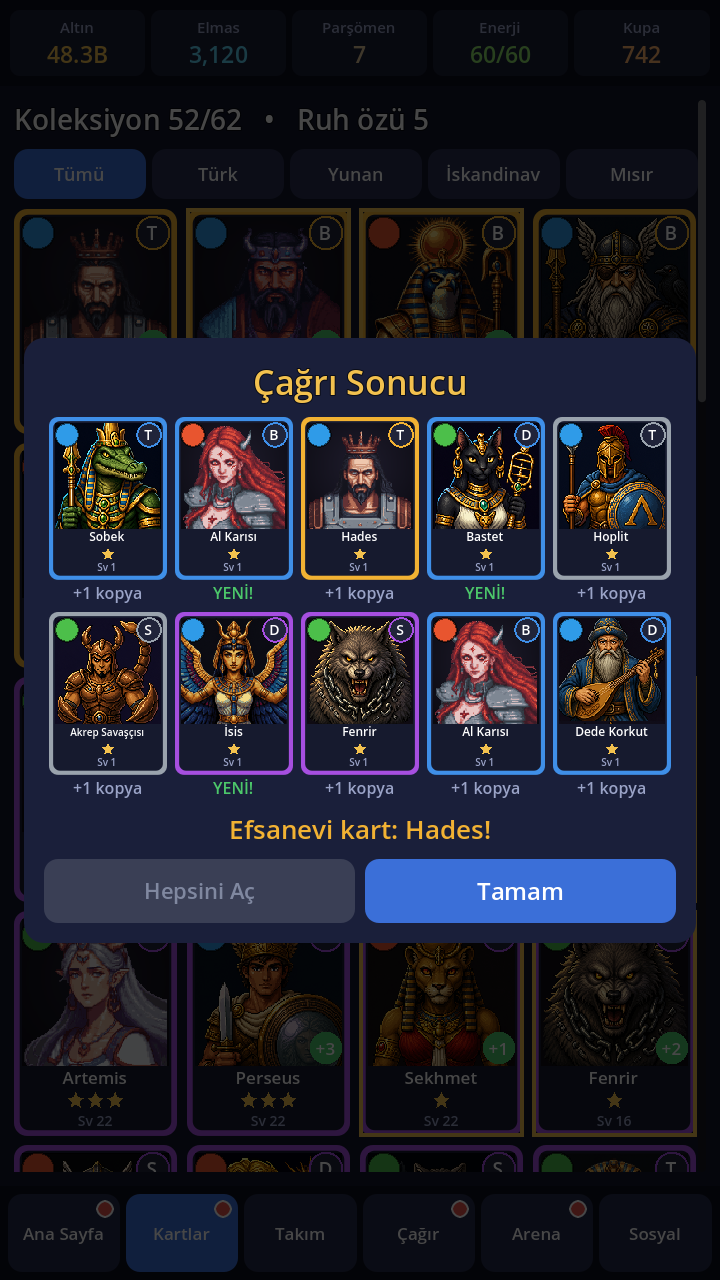 Altın Elmas Parşömen Enerji Kupa
48.3B 3,120 7 60/60 742
Koleksiyon 52/62 • Ruh özü 5
Tümü Türk Yunan İskandinav Mısır
T B B B
Çağrı Sonucu
T B T D T
Sobek Al Karısı Hades Bastet Hoplit
Sv 1 Sv 1 Sv 1 Sv 1 Sv 1
+1 kopya YENİ! +1 kopya YENİ! +1 kopya
S D S B D
Akrep Savaşçısı İsis Fenrir Al Karısı Dede Korkut
Sv 1 Sv 1 Sv 1 Sv 1 Sv 1
+1 kopya YENİ! +1 kopya +1 kopya +1 kopya
Efsanevi kart: Hades!
Hepsini Aç Tamam
+3 +1 +2
Artemis Perseus Sekhmet Fenrir
Sv 22 Sv 22 Sv 22 Sv 16
S D S T
Ana Sayfa Kartlar Takım Çağır Arena Sosyal